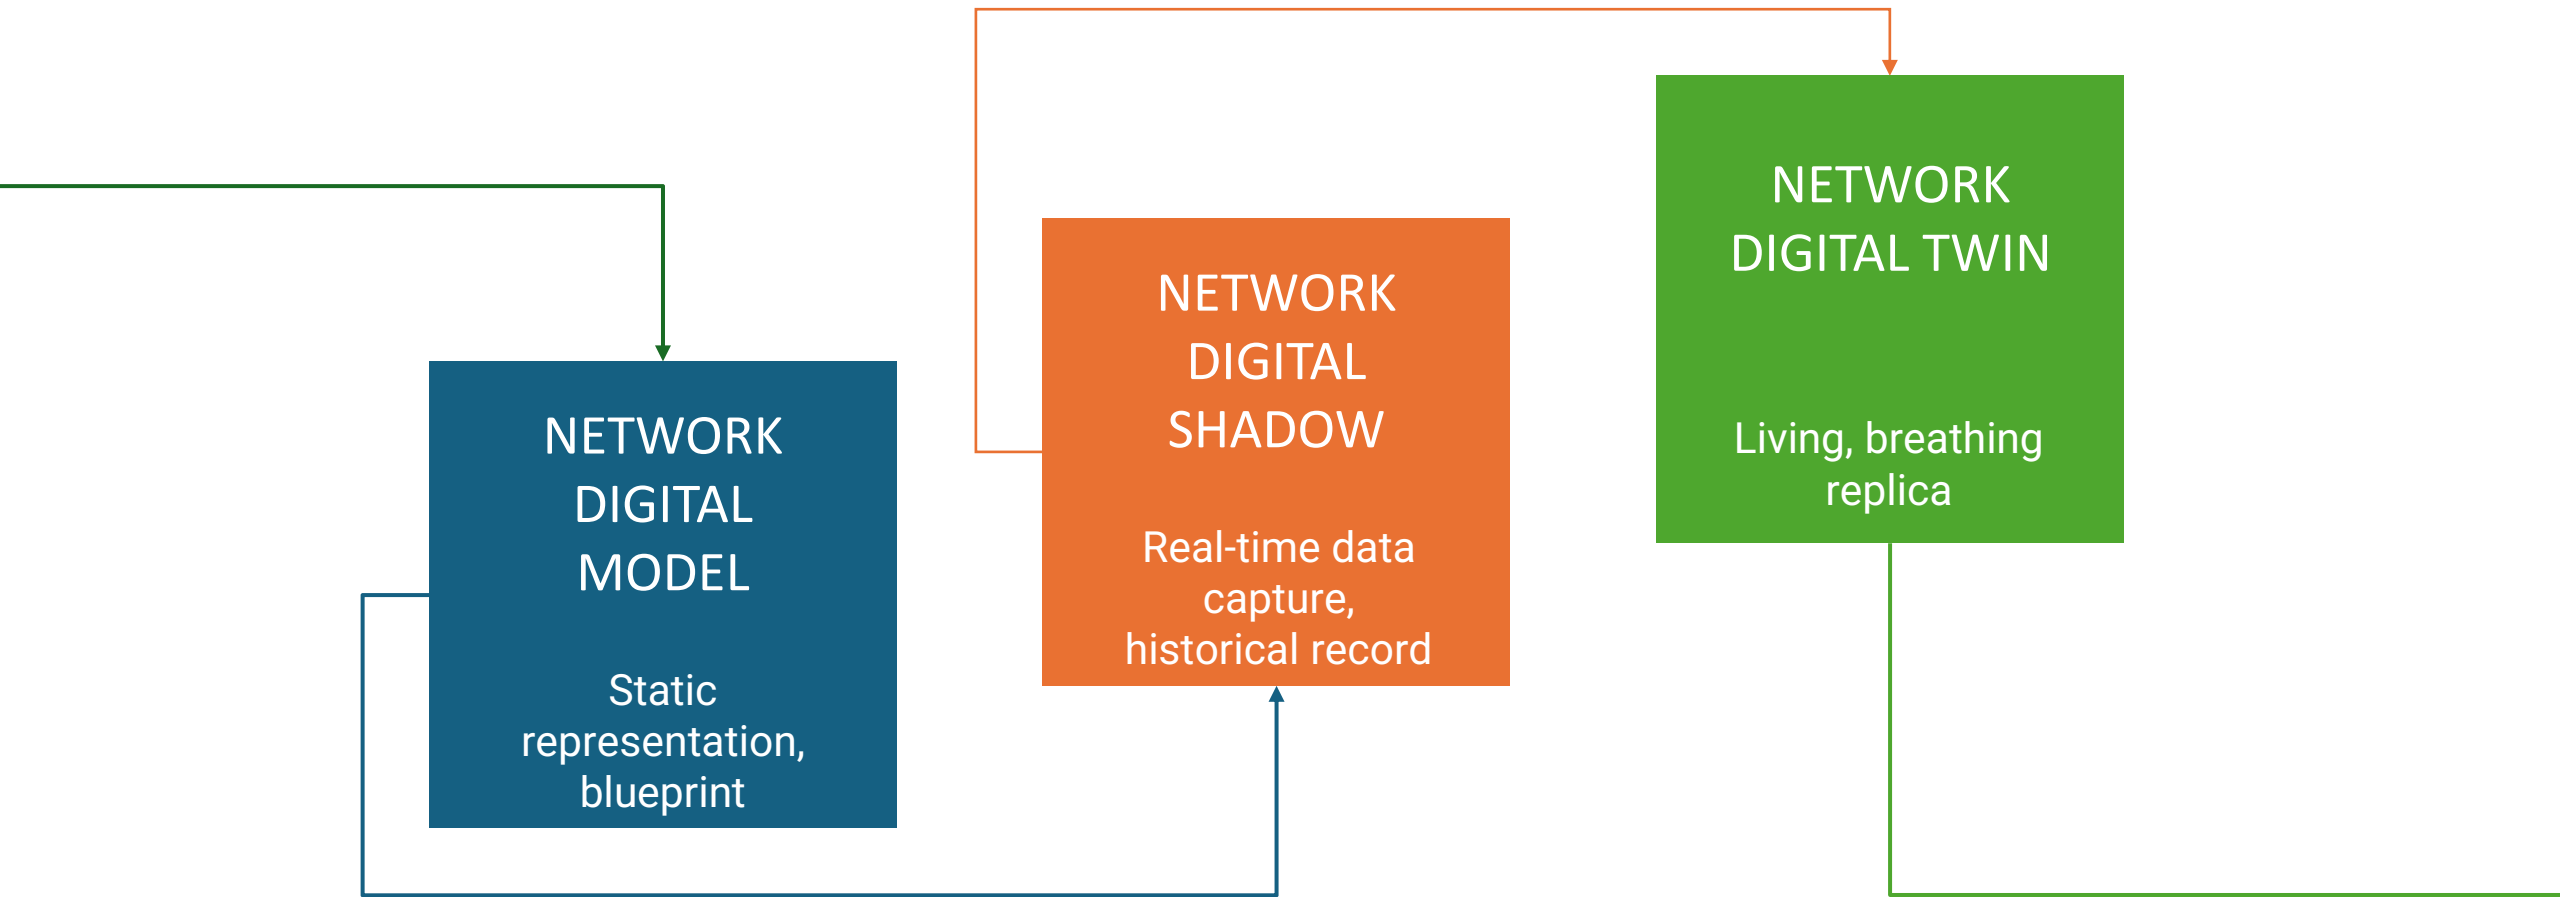 NETWORK
DIGITAL
MODEL
Static
representation,
blueprint
NETWORK
DIGITAL
SHADOW
Real-time data
capture,
historical record
NETWORK
DIGITAL TWIN
Living, breathing
replica